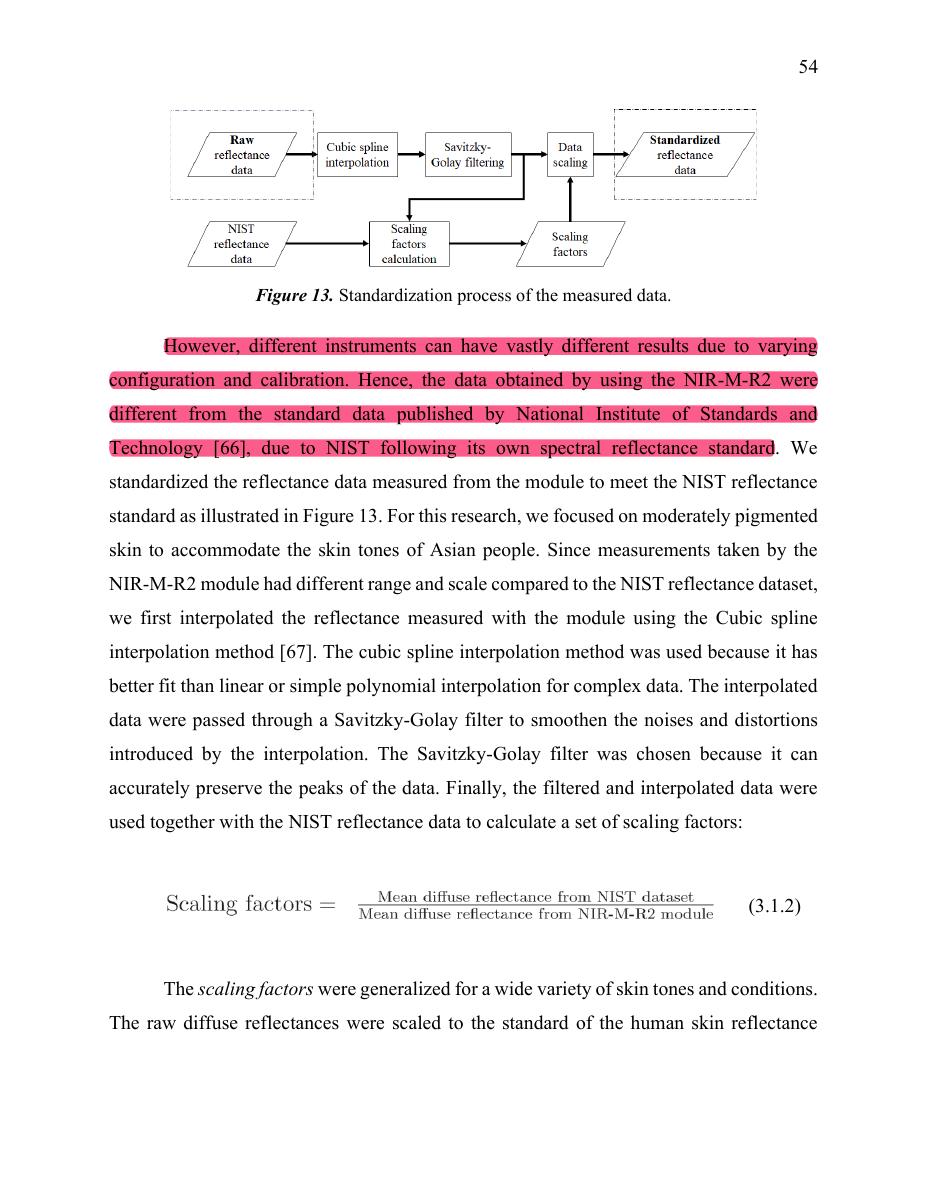 54
Raw
reflectance
data
Cubic spline
interpolation
Savitzky-
Golay filtering
Data
scaling
Standardized
reflectance
data
NIST
reflectance
data
Scaling
factors
calculation
Scaling
factors
Figure 13. Standardization process of the measured data.
However, different instruments can have vastly different results due to varying
configuration and calibration. Hence, the data obtained by using the NIR-M-R2 were
different from the standard data published by National Institute of Standards and
Technology [66], due to NIST following its own spectral reflectance standard. We
standardized the reflectance data measured from the module to meet the NIST reflectance
standard as illustrated in Figure 13. For this research, we focused on moderately pigmented
skin to accommodate the skin tones of Asian people. Since measurements taken by the
NIR-M-R2 module had different range and scale compared to the NIST reflectance dataset,
we first interpolated the reflectance measured with the module using the Cubic spline
interpolation method [67]. The cubic spline interpolation method was used because it has
better fit than linear or simple polynomial interpolation for complex data. The interpolated
data were passed through a Savitzky-Golay filter to smoothen the noises and distortions
introduced by the interpolation. The Savitzky-Golay filter was chosen because it can
accurately preserve the peaks of the data. Finally, the filtered and interpolated data were
used together with the NIST reflectance data to calculate a set of scaling factors:
Scaling factors = Mean diffuse reflectance from NIST dataset
Mean diffuse reflectance from NIR-M-R2 module (3.1.2)
The scaling factors were generalized for a wide variety of skin tones and conditions.
The raw diffuse reflectances were scaled to the standard of the human skin reflectance